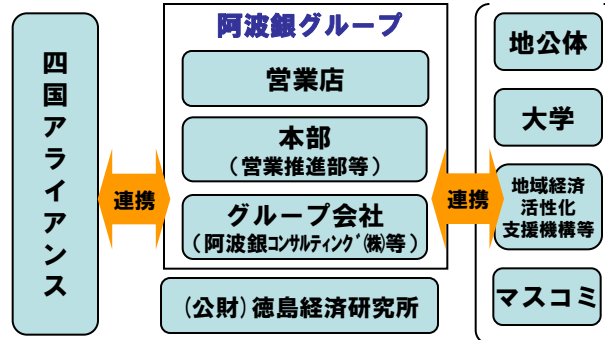 四国アライアンス
連携
阿波銀グループ
営業店
本部
(営業推進部等)
グループ会社
(阿波銀ｺﾝｻﾙﾃｨﾝｸﾞ㈱等)
(公財)徳島経済研究所
連携
地公体
大学
地域経済
活性化
支援機構等
マスコミ